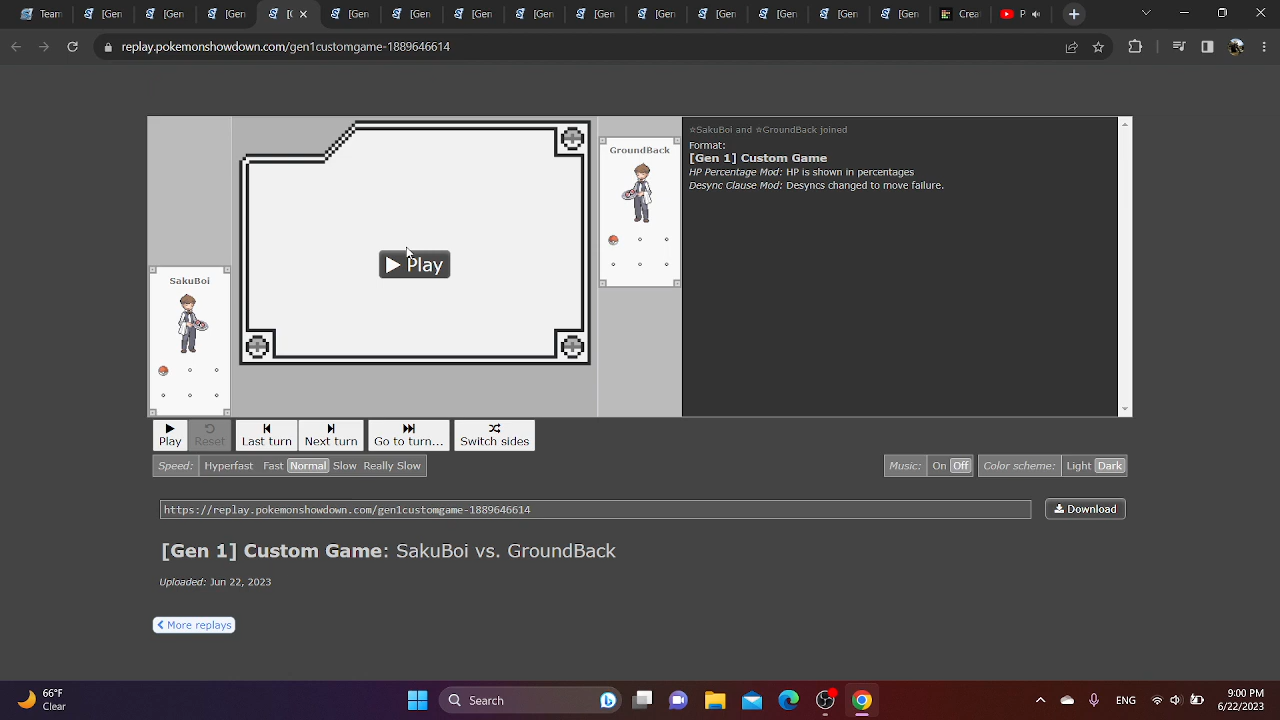 Team
[Gen
[Gen
[Gen
[
[Gen
[Gen
[Gen
[Gen
[Gen
[Gen
[Gen
[Gen
[Gen
[Gen
Crea
P
replay.pokemonshowdown.com/gen1customgame-1889646614
☆SakuBoi and ☆GroundBack joined
Format:
[Gen 1] Custom Game
HP Percentage Mod: HP is shown in percentages
Desync Clause Mod: Desyncs changed to move failure.
GroundBack
Play
SakuBoi
Play
Reset
Last turn
Next turn
Go to turn...
Switch sides
Speed: Hyperfast Fast Normal Slow Really Slow
Music: On Off
Color scheme: Light Dark
https://replay.pokemonshowdown.com/gen1customgame-1889646614
Download
[Gen 1] Custom Game: SakuBoi vs. GroundBack
Uploaded: Jun 22, 2023
More replays
66°F
Clear
Search
ENG
9:00 PM
6/22/2023